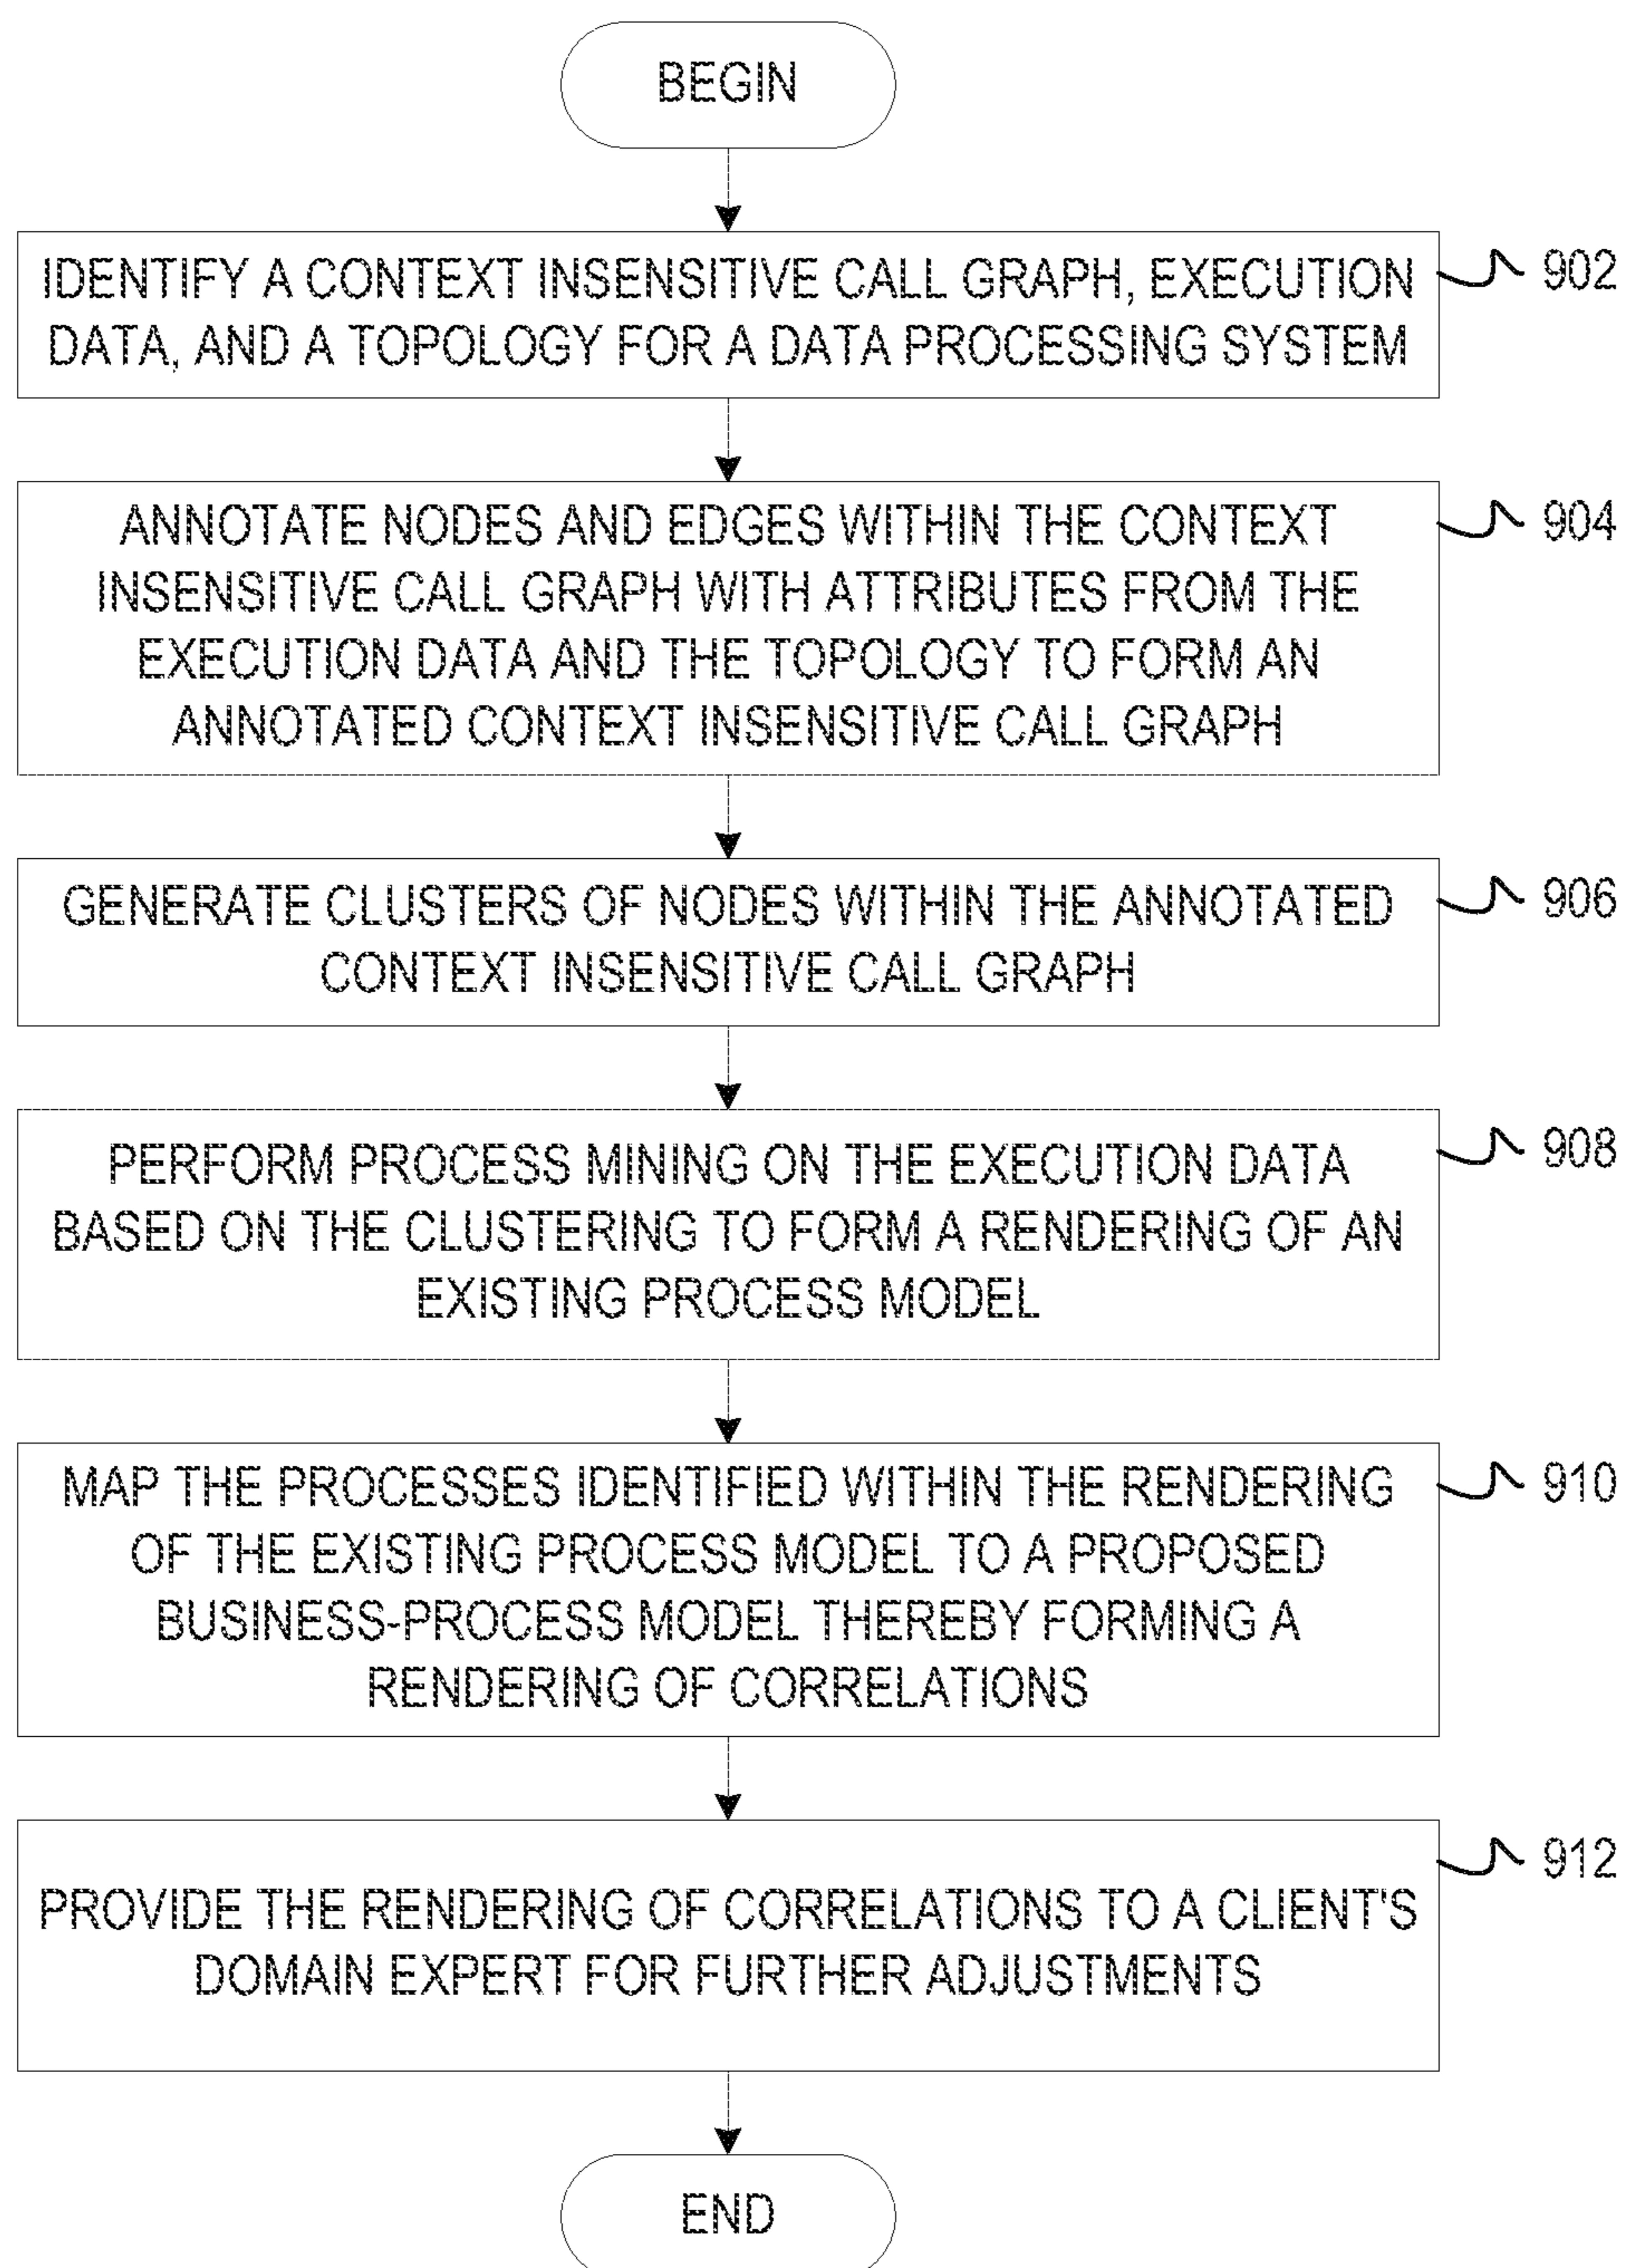 BEGIN
IDENTIFY A CONTEXT INSENSITIVE CALL GRAPH, EXECUTION
DATA, AND A TOPOLOGY FOR A DATA PROCESSING SYSTEM
902
ANNOTATE NODES AND EDGES WITHIN THE CONTEXT
INSENSITIVE CALL GRAPH WITH ATTRIBUTES FROM THE
EXECUTION DATA AND THE TOPOLOGY TO FORM AN
ANNOTATED CONTEXT INSENSITIVE CALL GRAPH
904
GENERATE CLUSTERS OF NODES WITHIN THE ANNOTATED
CONTEXT INSENSITIVE CALL GRAPH
906
PERFORM PROCESS MINING ON THE EXECUTION DATA
BASED ON THE CLUSTERING TO FORM A RENDERING OF AN
EXISTING PROCESS MODEL
908
MAP THE PROCESSES IDENTIFIED WITHIN THE RENDERING
OF THE EXISTING PROCESS MODEL TO A PROPOSED
BUSINESS-PROCESS MODEL THEREBY FORMING A
RENDERING OF CORRELATIONS
910
PROVIDE THE RENDERING OF CORRELATIONS TO A CLIENT'S
DOMAIN EXPERT FOR FURTHER ADJUSTMENTS
912
END